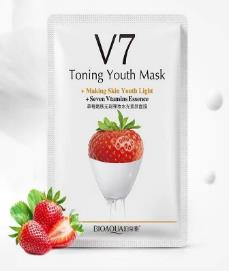 V7
Toning Youth Mask
+ Making Skin Youth Light
+ Seven Vitamins Essence
BIOAQUA